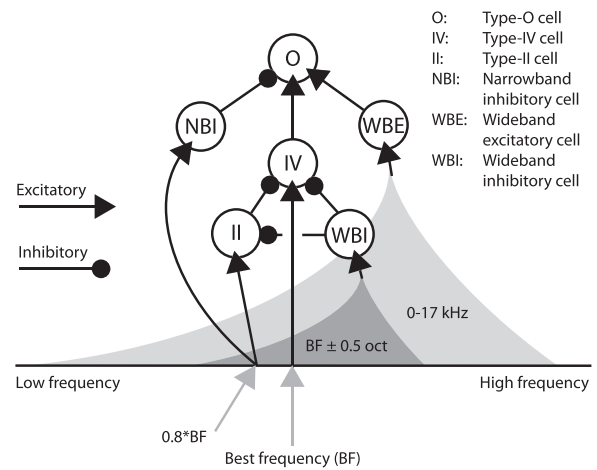 O: Type-O cell
IV: Type-IV cell
II: Type-II cell
NBI: Narrowband
inhibitory cell
WBE: Wideband
excitatory cell
WBI: Wideband
inhibitory cell
O
NBI
WBE
IV
Excitatory
Inhibitory
II
WBI
0-17 kHz
BF ± 0.5 oct
Low frequency
High frequency
0.8*BF
Best frequency (BF)